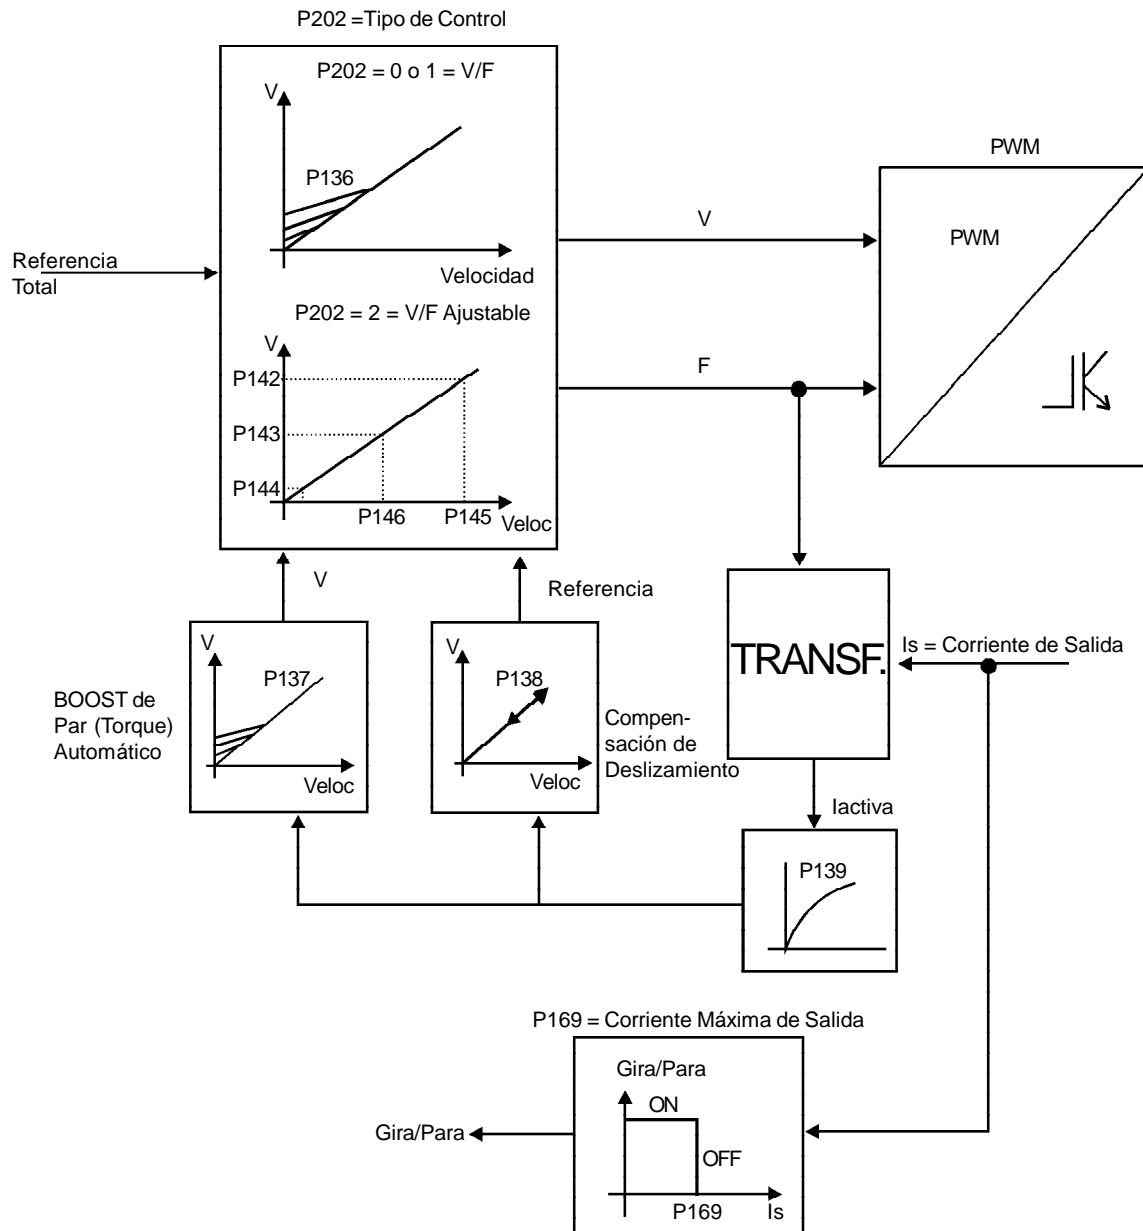 P202 =Tipo de Control
P202 = 0 o 1 = V/F
V
P136
Velocidad
Referencia
Total
P202 = 2 = V/F Ajustable
V
P142
P143
P144
P146
P145
Veloc
V
F
PWM
PWM
V
Referencia
V
P137
Veloc
BOOST de
Par (Torque)
Automático
V
P138
Veloc
Compen-
sación de
Deslizamiento
TRANSF.
Is = Corriente de Salida
Iactiva
P139
P169 = Corriente Máxima de Salida
Gira/Para
ON
OFF
P169
Is
Gira/Para